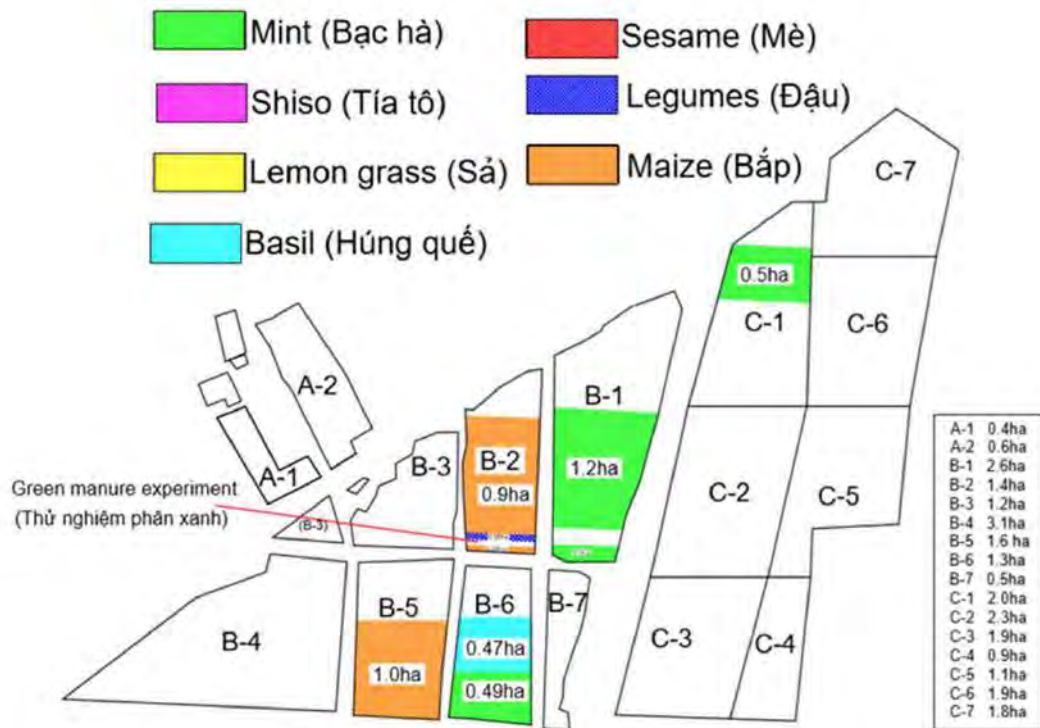 Mint (Bạc hà)
Sesame (Mè)
Shiso (Tía tô)
Legumes (Đậu)
Lemon grass (Sả)
Maize (Bắp)
Basil (Húng quế)
C-7
0.5ha
C-1
C-6
A-2
B-1
A-1
B-3
B-2
1.2ha
0.9ha
C-2
C-5
Green manure experiment
(Thử nghiệm phân xanh)
(B-3)
B-4
B-5
B-6
B-7
C-3
C-4
1.0ha
0.47ha
0.49ha
A-1 0.4ha
A-2 0.6ha
B-1 2.6ha
B-2 1.4ha
B-3 1.2ha
B-4 3.1ha
B-5 1.6 ha
B-6 1.3ha
B-7 0.5ha
C-1 2.0ha
C-2 2.3ha
C-3 1.9ha
C-4 0.9ha
C-5 1.1ha
C-6 1.9ha
C-7 1.8ha